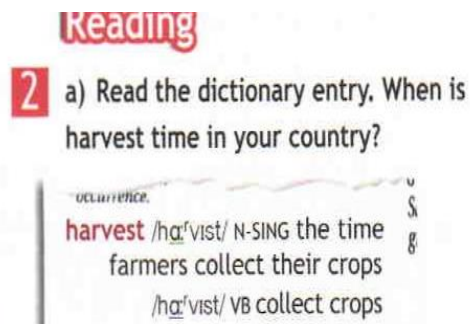 Reading
2 a) Read the dictionary entry. When is
harvest time in your country?
occurrence.
harvest /hɑːʳvɪst/ N-SING the time
farmers collect their crops
/hɑːʳvɪst/ VB collect crops